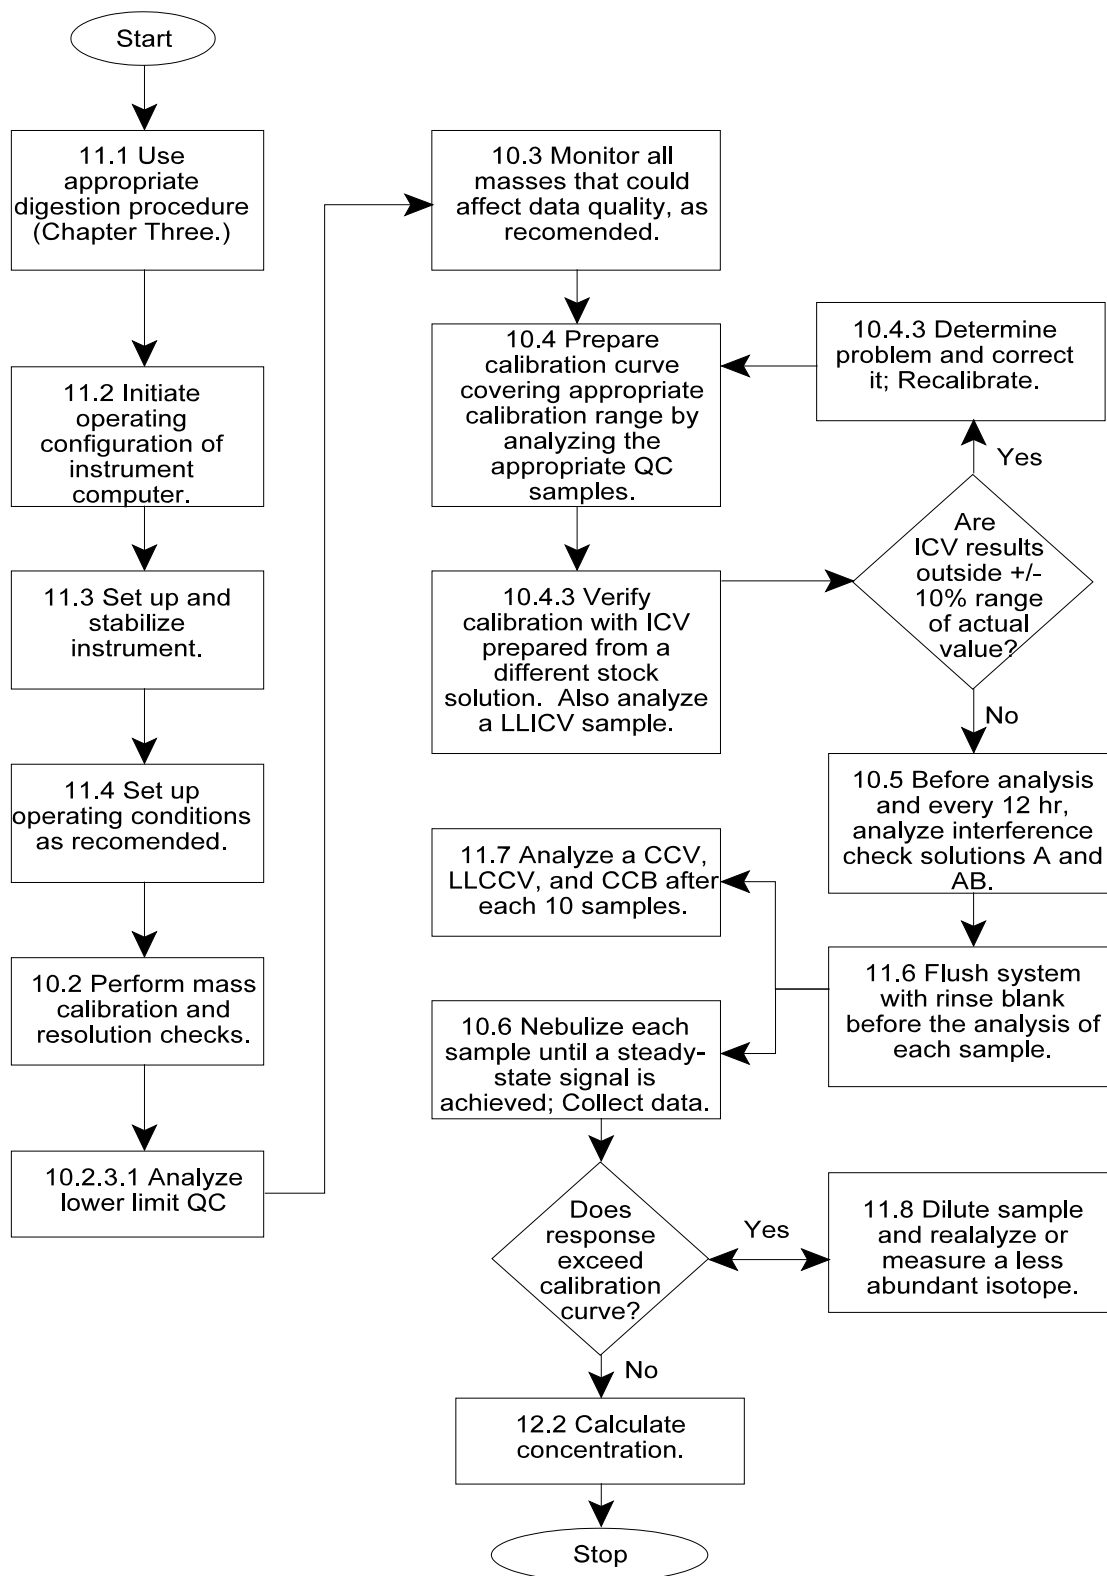 Start
11.1 Use
appropriate
digestion procedure
(Chapter Three.)
11.2 Initiate
operating
configuration of
instrument
computer.
11.3 Set up and
stabilize
instrument.
11.4 Set up
operating conditions
as recomended.
10.2 Perform mass
calibration and
resolution checks.
10.2.3.1 Analyze
lower limit QC
10.3 Monitor all
masses that could
affect data quality, as
recomended.
10.4 Prepare
calibration curve
covering appropriate
calibration range by
analyzing the
appropriate QC
samples.
10.4.3 Verify
calibration with ICV
prepared from a
different stock
solution. Also analyze
a LLICV sample.
Are
ICV results
outside +/-
10% range
of actual
value?
Yes
10.4.3 Determine
problem and correct
it; Recalibrate.
No
10.5 Before analysis
and every 12 hr,
analyze interference
check solutions A and
AB.
11.6 Flush system
with rinse blank
before the analysis of
each sample.
11.7 Analyze a CCV,
LLCCV, and CCB after
each 10 samples.
10.6 Nebulize each
sample until a steady-
state signal is
achieved; Collect data.
Does
response
exceed
calibration
curve?
Yes
11.8 Dilute sample
and realalyze or
measure a less
abundant isotope.
No
12.2 Calculate
concentration.
Stop